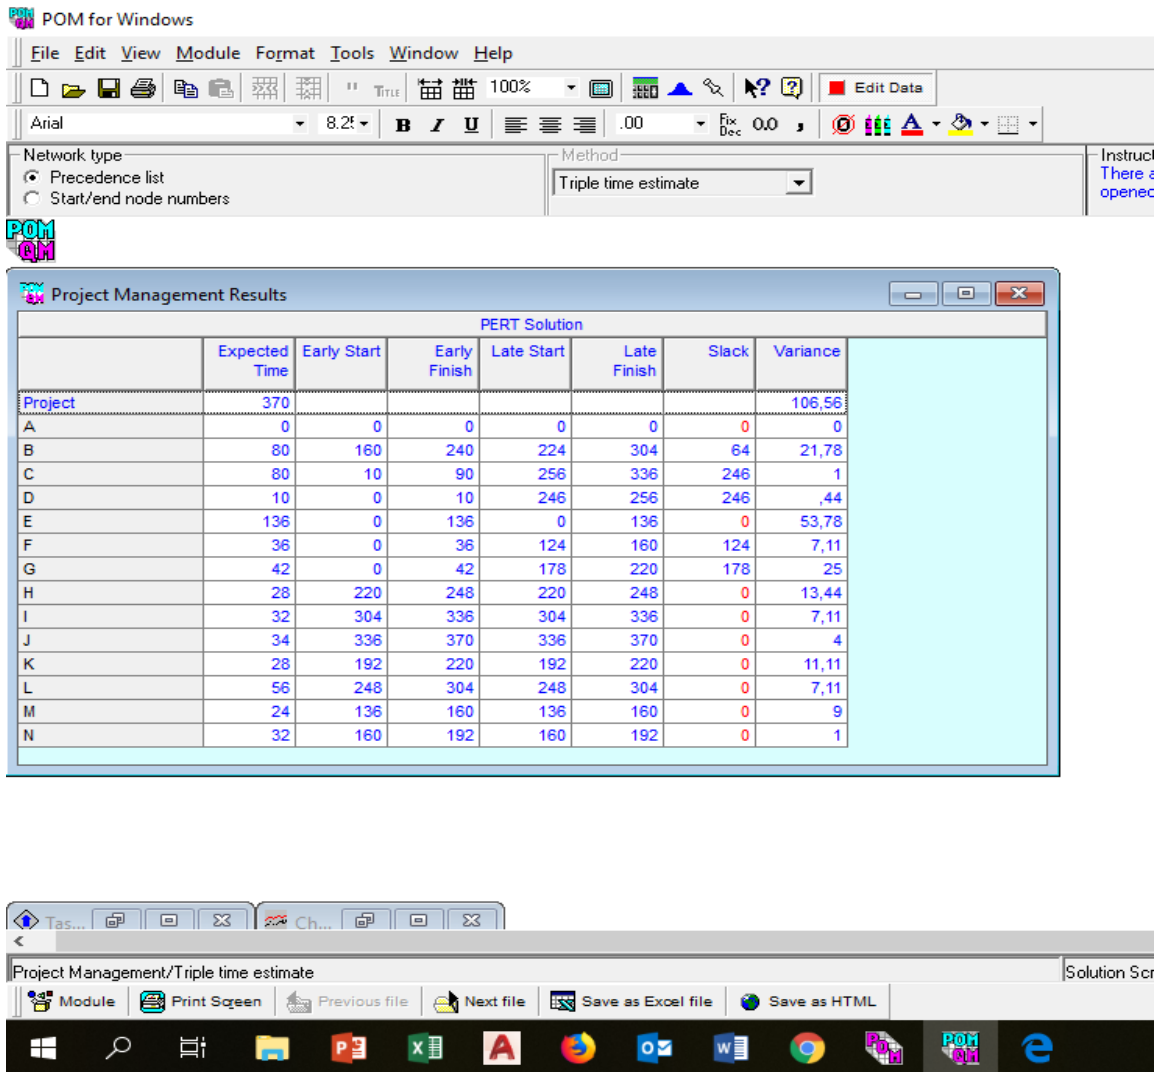 POM for Windows
File Edit View Module Format Tools Window Help
TITLE 100% Edit Data
Arial 8.2 B I U .00 Fix Dec 0.0 , A
Network type Method Instruct
Precedence list Triple time estimate There a
Start/end node numbers opened
POM QM
Project Management Results
PERT Solution
Expected Time Early Start Early Finish Late Start Late Finish Slack Variance
Project 370 106,56
A 0 0 0 0 0 0 0
B 80 160 240 224 304 64 21,78
C 80 10 90 256 336 246 1
D 10 0 10 246 256 246 ,44
E 136 0 136 0 136 0 53,78
F 36 0 36 124 160 124 7,11
G 42 0 42 178 220 178 25
H 28 220 248 220 248 0 13,44
I 32 304 336 304 336 0 7,11
J 34 336 370 336 370 0 4
K 28 192 220 192 220 0 11,11
L 56 248 304 248 304 0 7,11
M 24 136 160 136 160 0 9
N 32 160 192 160 192 0 1
Tas... Ch...
Project Management/Triple time estimate Solution Scr
Module Print Screen Previous file Next file Save as Excel file Save as HTML